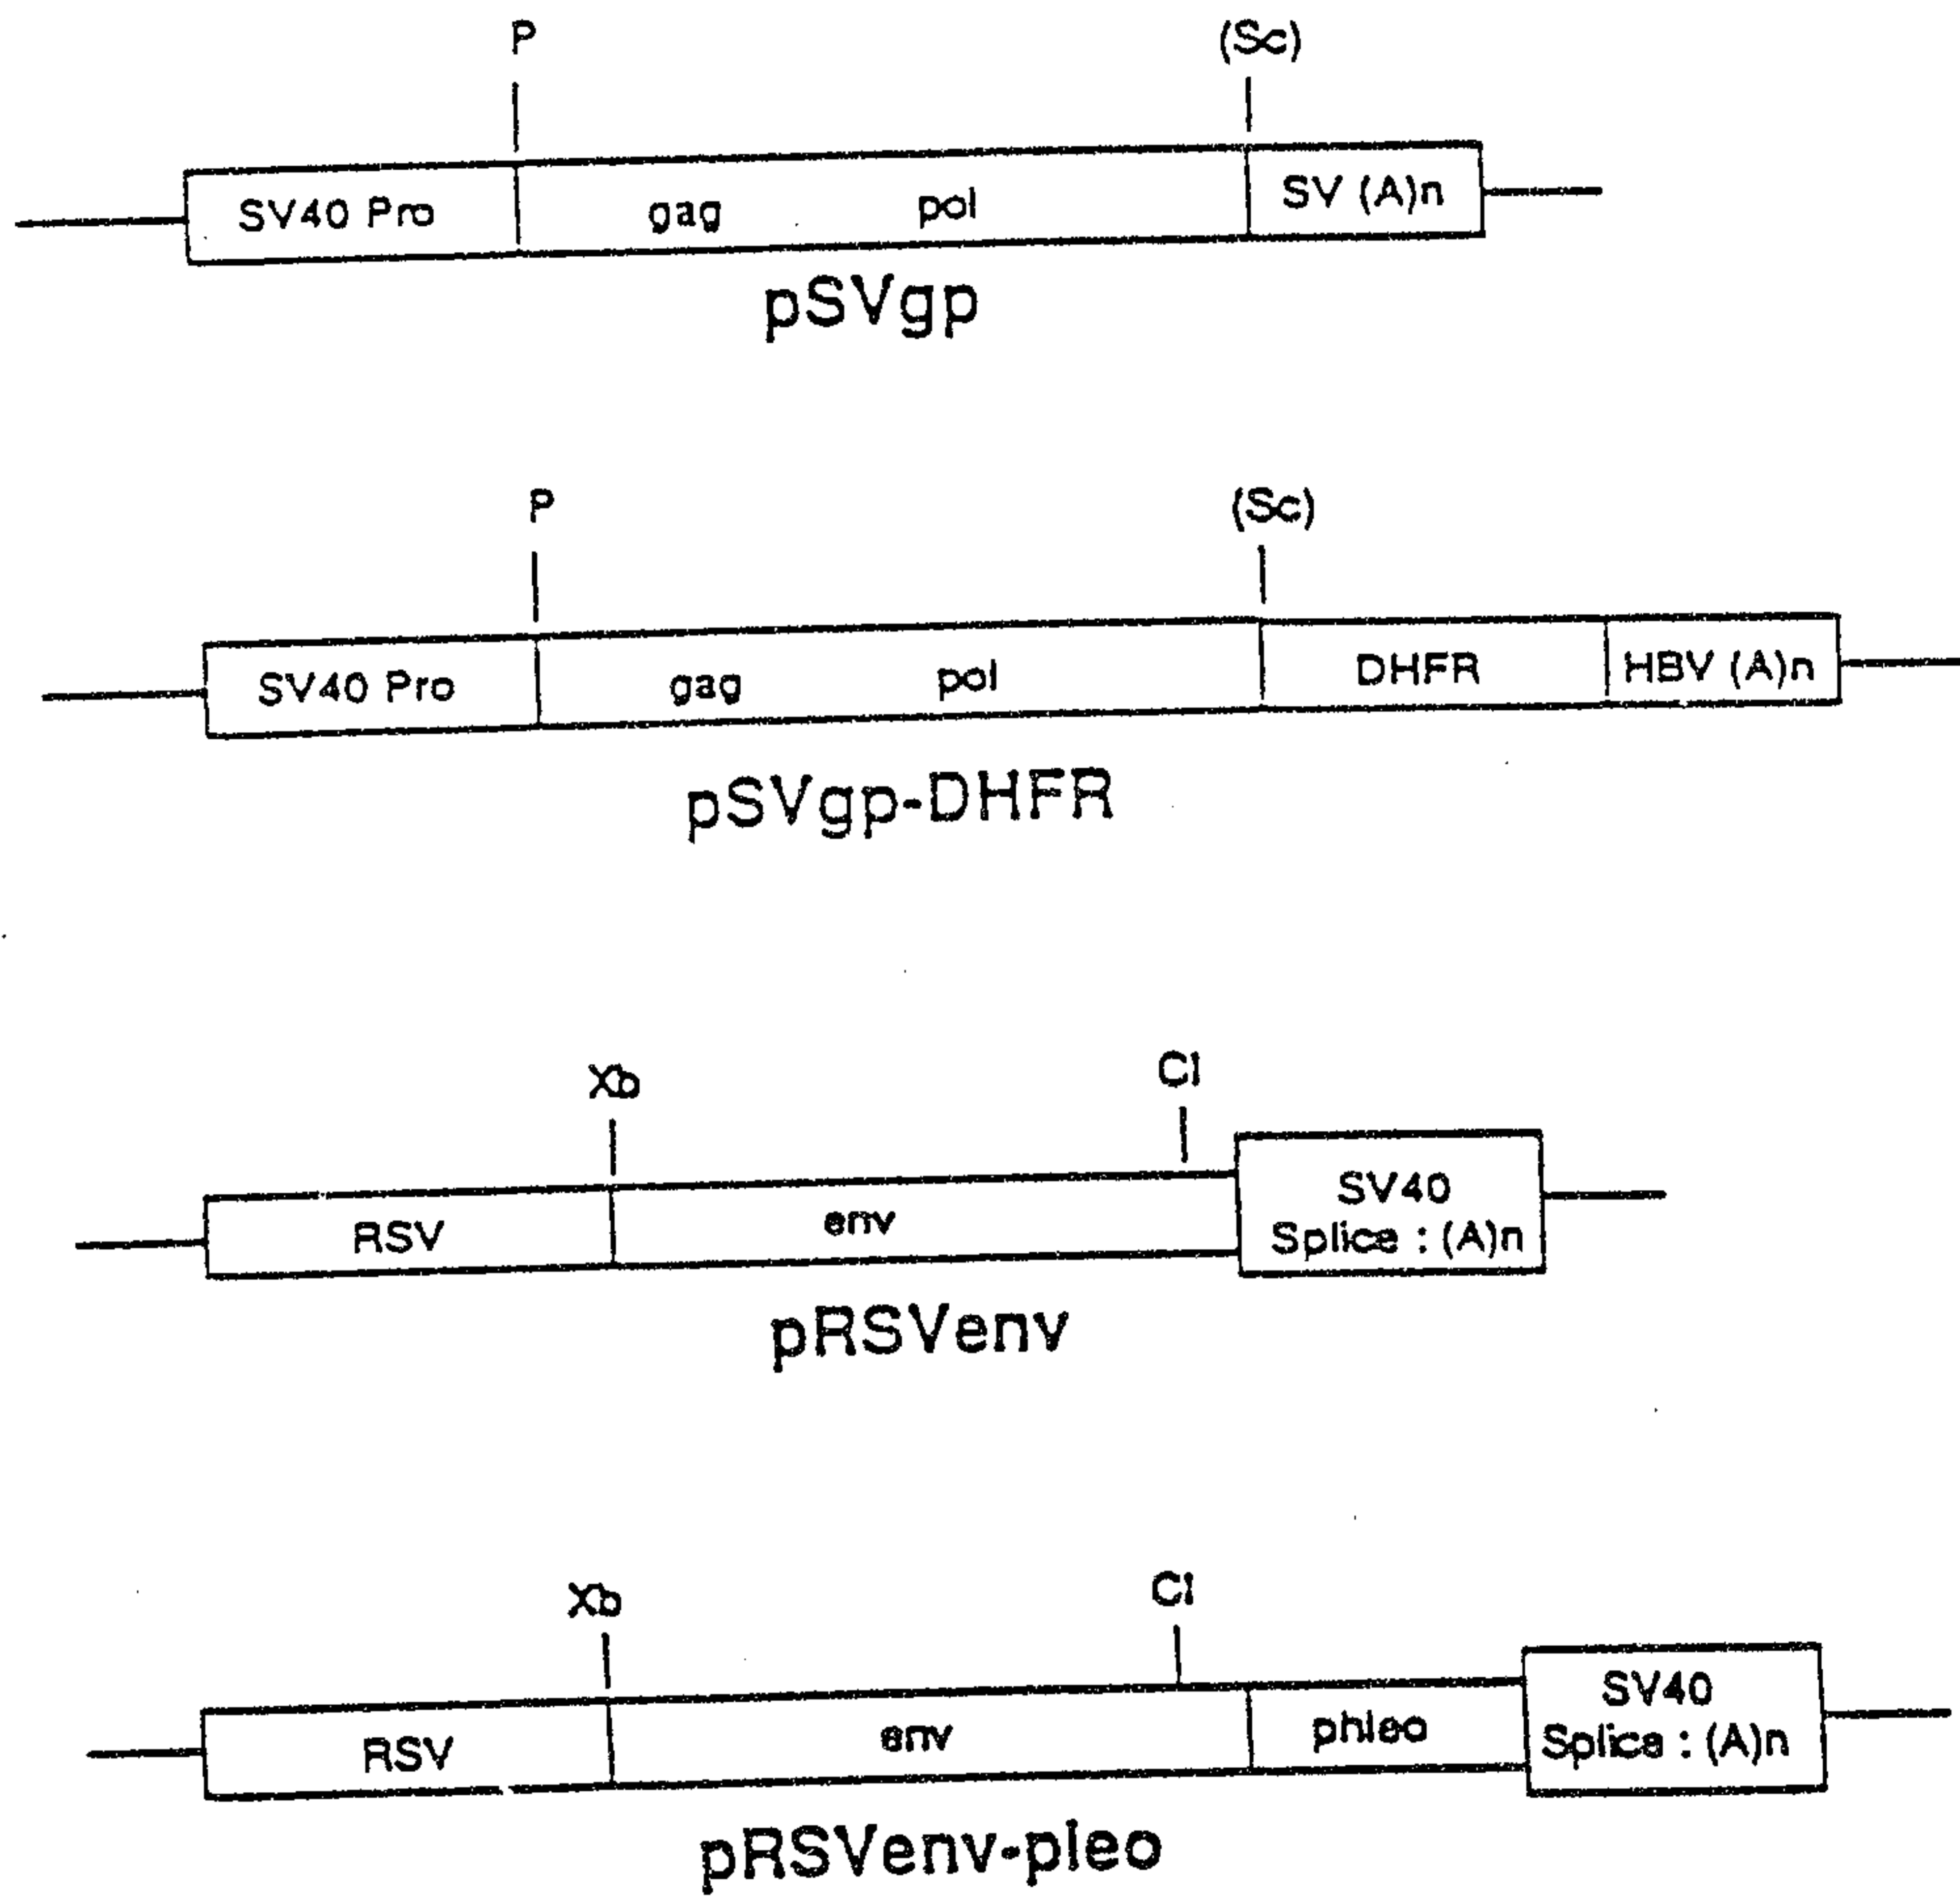 P (Sc)
SV40 Pro gag pol SV (A)n
pSVgp
P (Sc)
SV40 Pro gag pol DHFR HBV (A)n
pSVgp-DHFR
Xb Cl
RSV env SV40
Splice : (A)n
pRSVenv
Xb Cl
RSV env phleo SV40
Splice : (A)n
pRSVenv-pleo